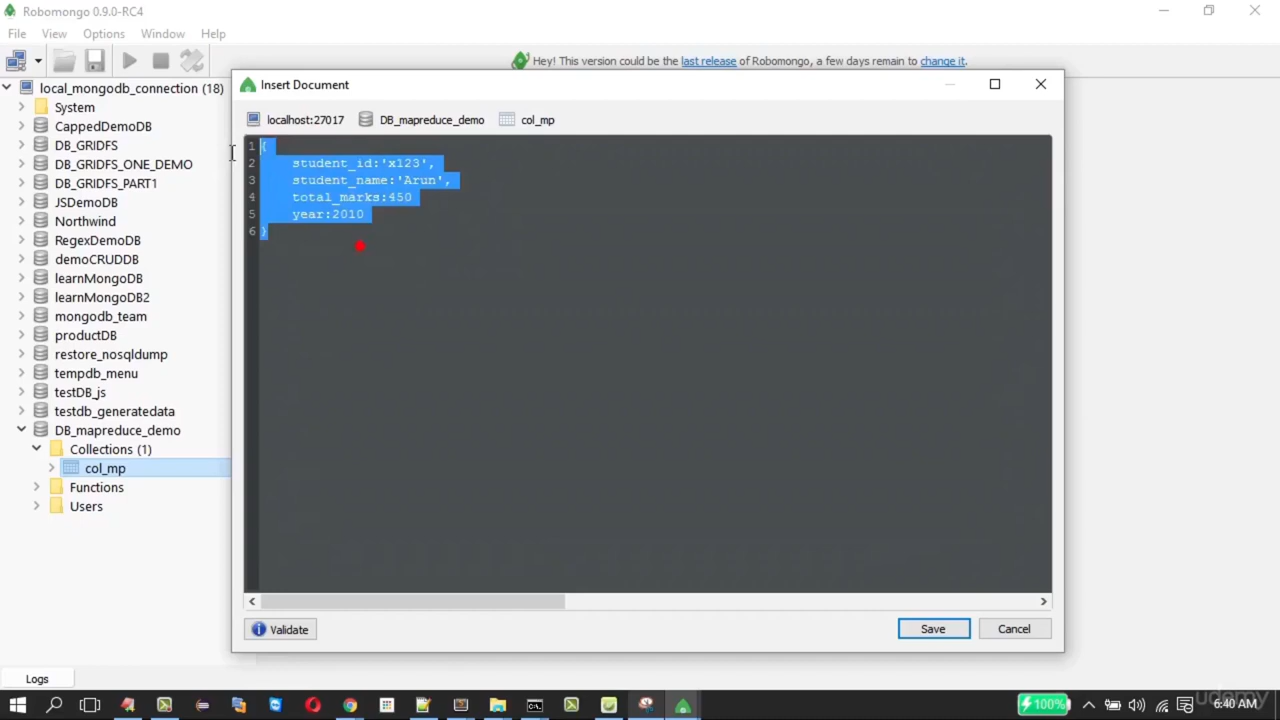 Robomongo 0.9.0-RC4
File View Options Window Help
Hey! This version could be the last release of Robomongo, a few days remain to change it.
local_mongodb_connection (18)
System
CappedDemoDB
DB_GRIDFS
DB_GRIDFS_ONE_DEMO
DB_GRIDFS_PART1
JSDemoDB
Northwind
RegexDemoDB
demoCRUDDB
learnMongoDB
learnMongoDB2
mongodb_team
productDB
restore_nosqldump
tempdb_menu
testDB_js
testdb_generatedata
DB_mapreduce_demo
Collections (1)
col_mp
Functions
Users
Insert Document
localhost:27017 DB_mapreduce_demo col_mp
1 {
2 student_id:'x123',
3 student_name:'Arun',
4 total_marks:450
5 year:2010
6 }
Validate Save Cancel
Logs
100% 6:40 AM
udemy